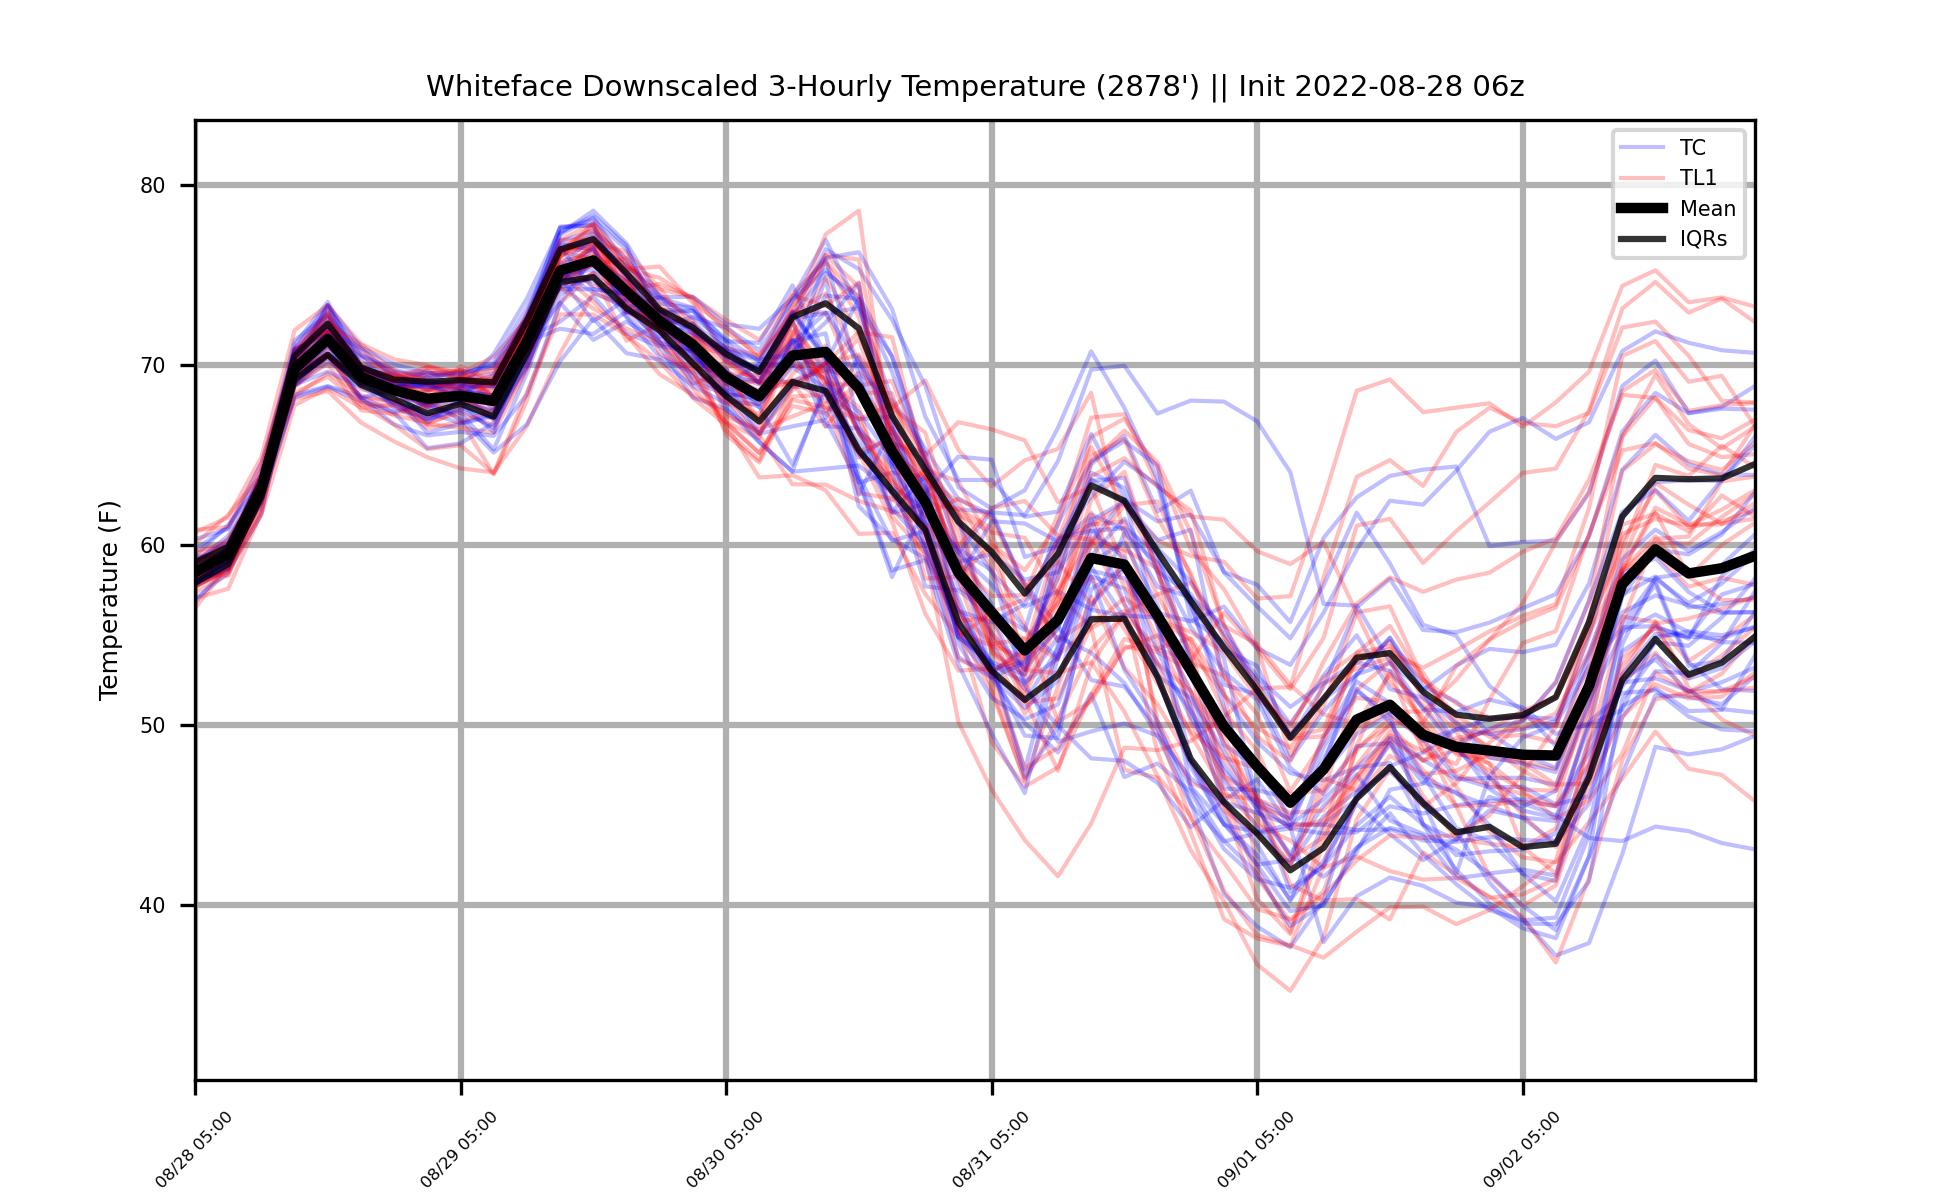 Whiteface Downscaled 3-Hourly Temperature (2878') || Init 2022-08-28 06z
TC
TL1
Mean
IQRs
Temperature (F)
80
70
60
50
40
08/28 05:00
08/29 05:00
08/30 05:00
08/31 05:00
09/01 05:00
09/02 05:00